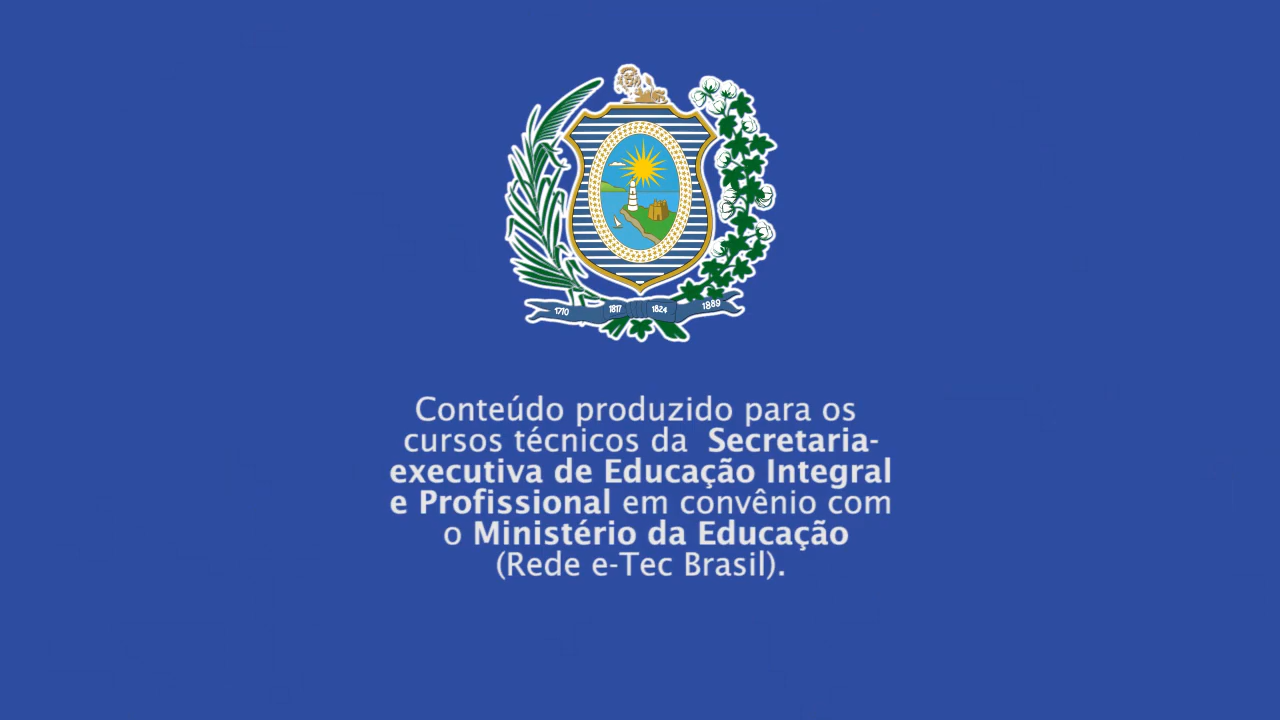 1710 1817 1824 1889
Conteúdo produzido para os
cursos técnicos da Secretaria-
executiva de Educação Integral
e Profissional em convênio com
o Ministério da Educação
(Rede e-Tec Brasil).